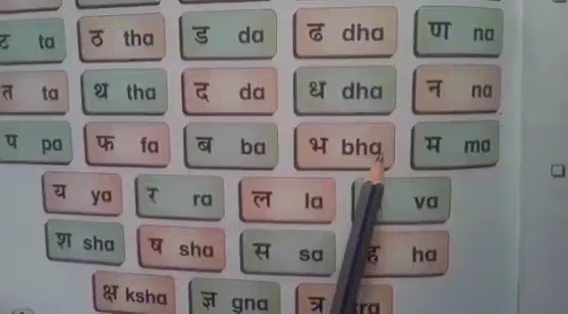 ट ta ठ tha ड da ढ dha ण na
त ta थ tha द da ध dha न na
प pa फ fa ब ba भ bha म ma
य ya र ra ल la va
श sha ष sha स sa ह ha
क्ष ksha ज्ञ gna त्र tra